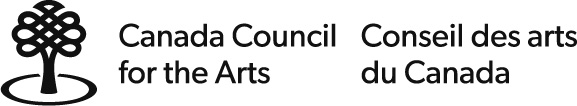 Canada Council
for the Arts
Conseil des arts
du Canada